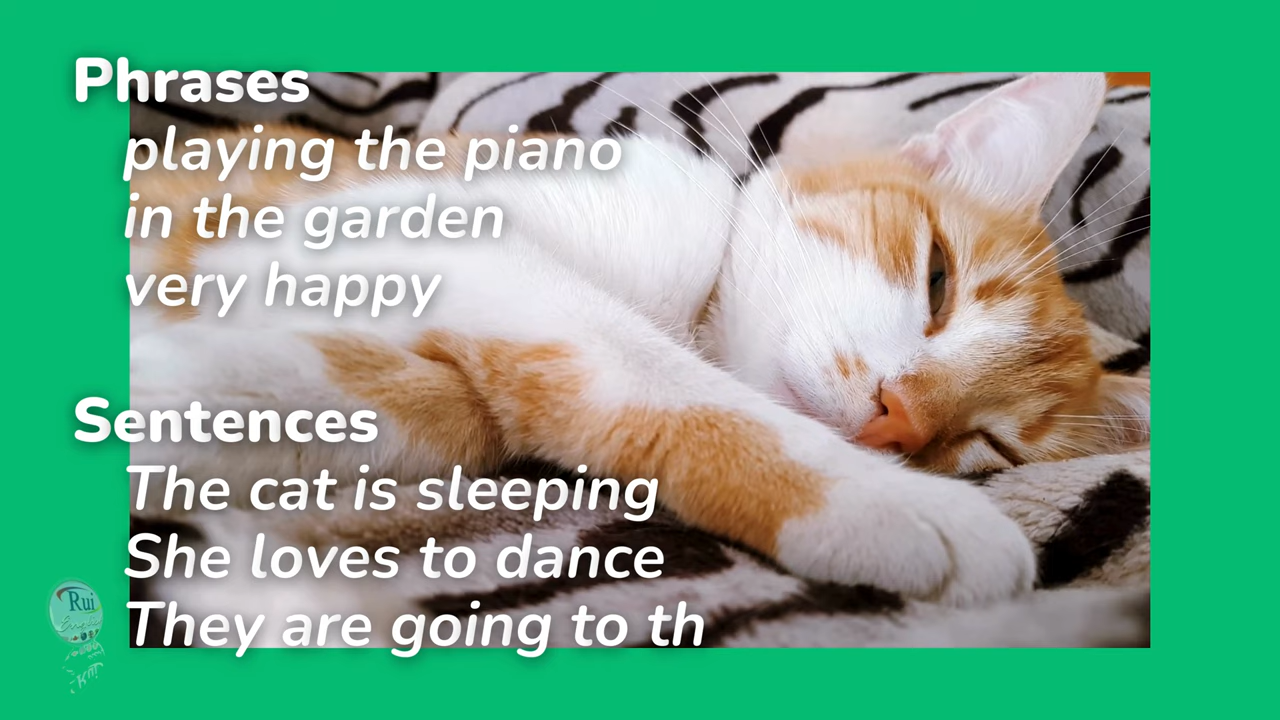 Phrases
playing the piano
in the garden
very happy
Sentences
The cat is sleeping
She loves to dance
They are going to th
Rui